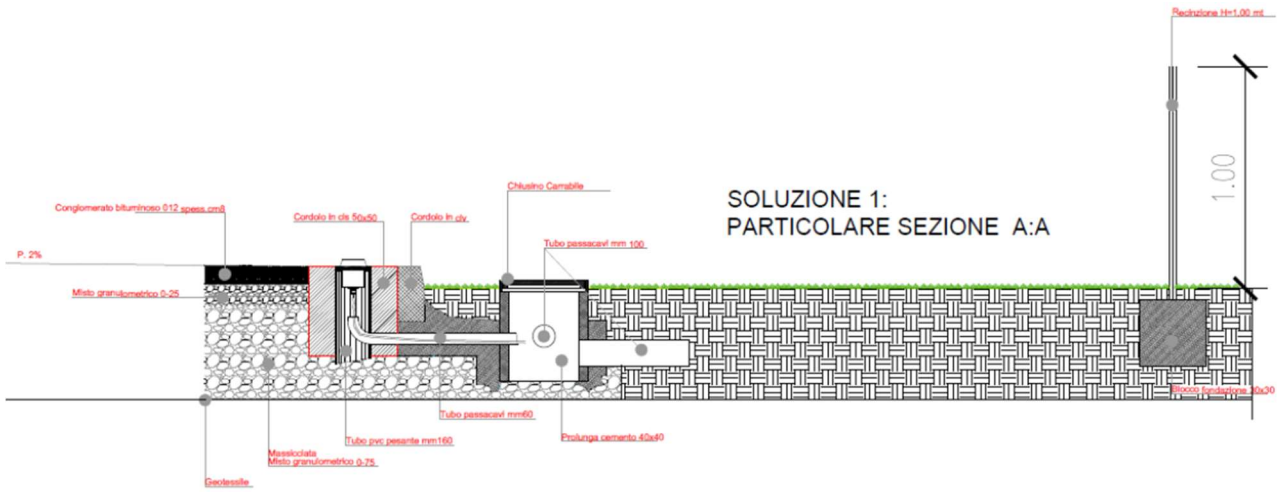 Recinzione H=1.00 mt
1.00
Chiusino Carrabile
SOLUZIONE 1:
PARTICOLARE SEZIONE A:A
Conglomerato bituminoso 012 spess.cm8
Cordolo in cls 50x50
Cordolo in clv
Tubo passacavi mm 100
P. 2%
Misto granulometrico 0-25
Blocco fondazione 30x30
Tubo passacavi mm60
Tubo pvc pesante mm160
Prolunga cemento 40x40
Massicciata
Misto granulometrico 0-75
Geotessile